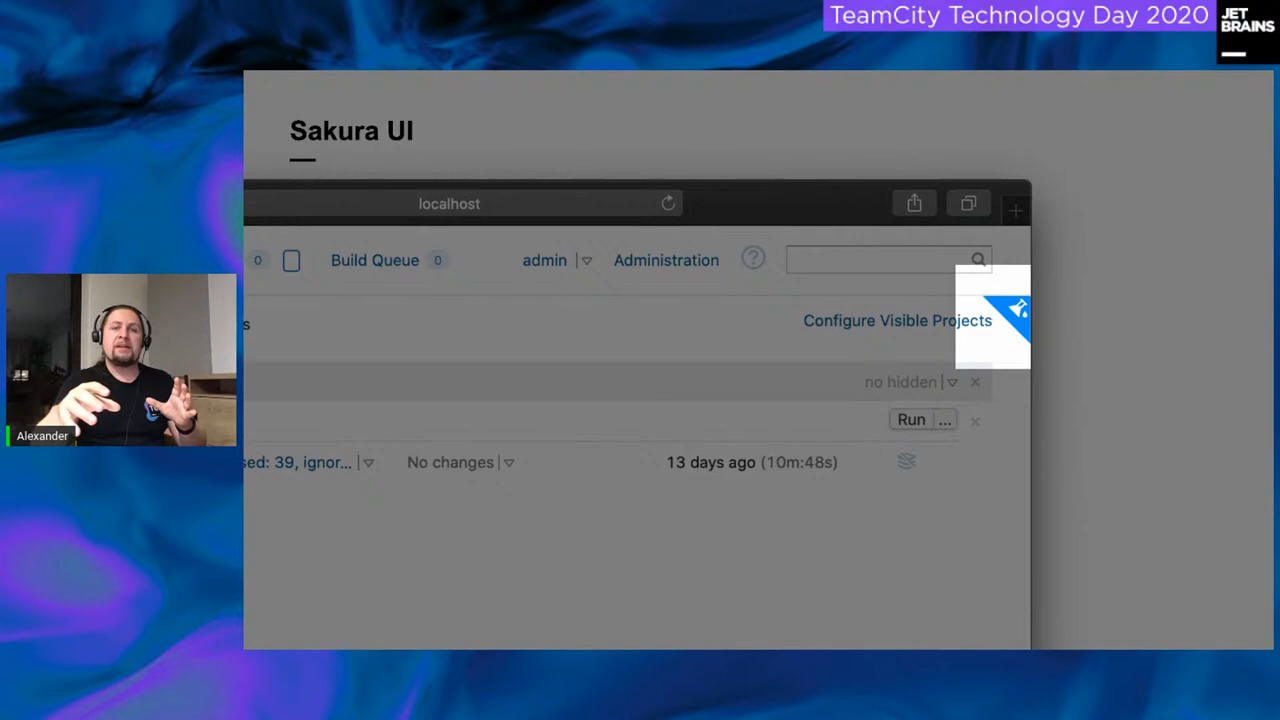 TeamCity Technology Day 2020
JET
BRAINS
Sakura UI
localhost
0
Build Queue 0
admin
Administration
?
s
Configure Visible Projects
no hidden
Run ...
sed: 39, ignor...
No changes
13 days ago (10m:48s)
Alexander